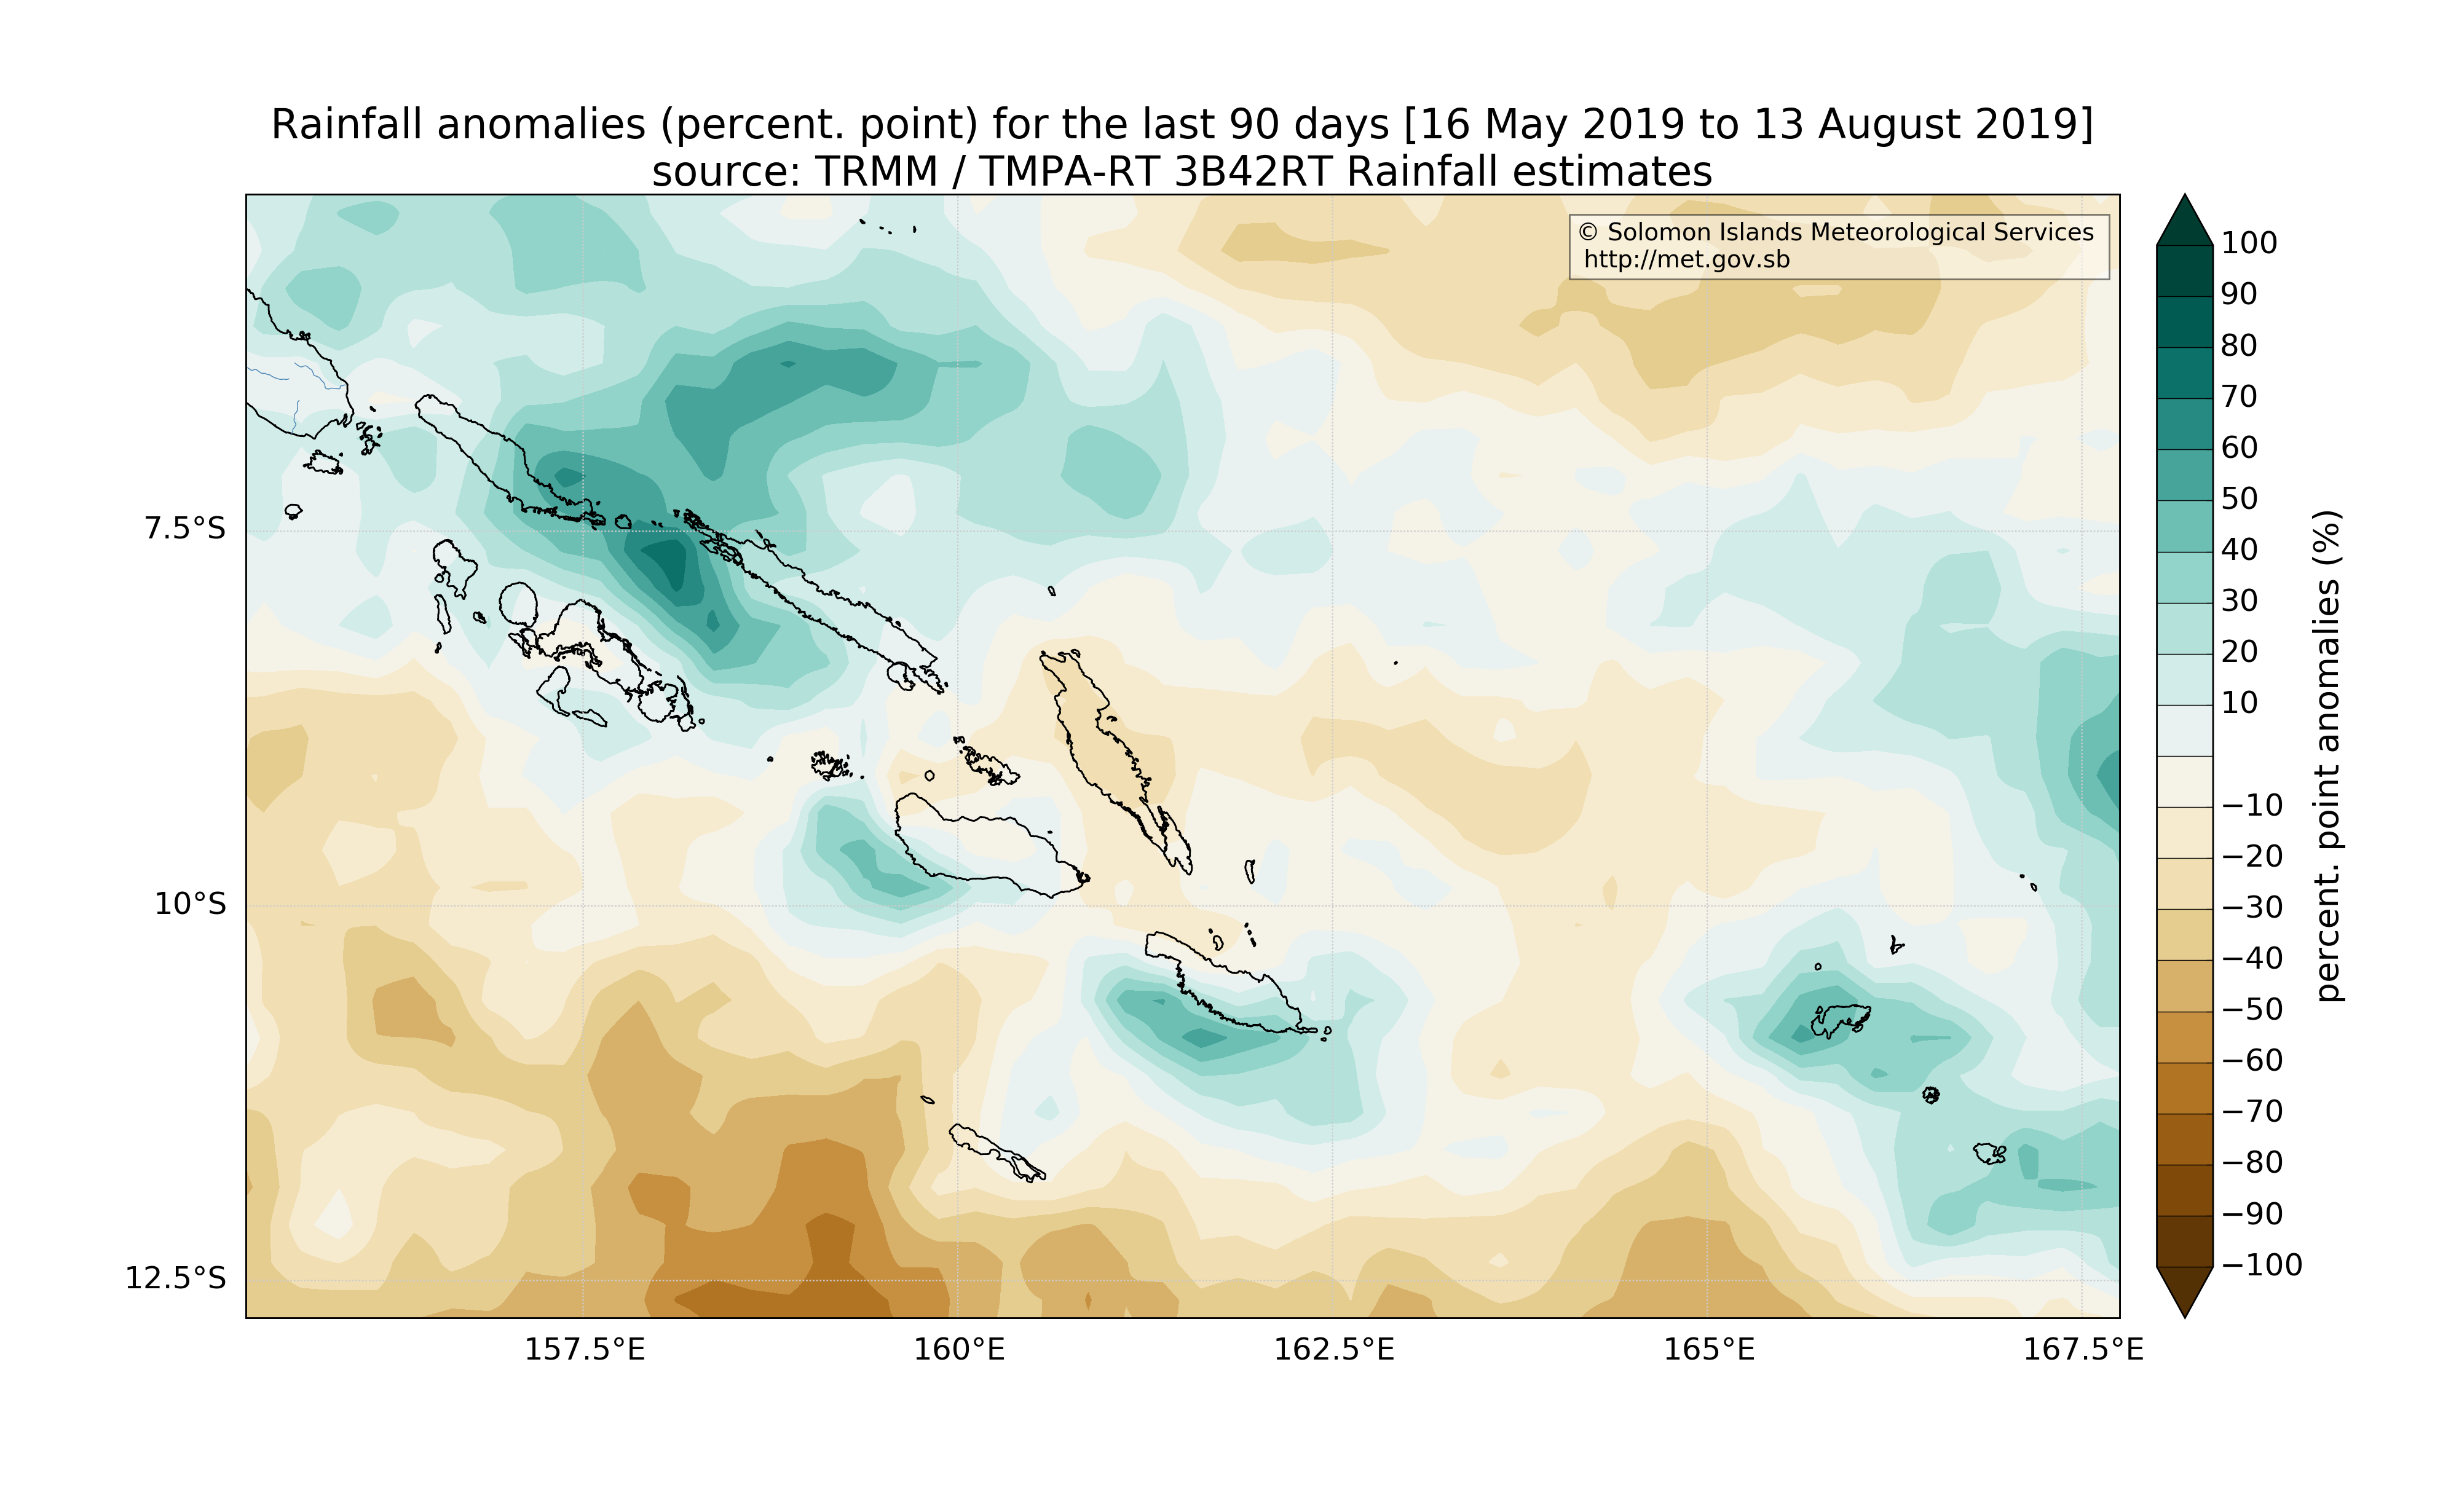 Rainfall anomalies (percent. point) for the last 90 days [16 May 2019 to 13 August 2019]
source: TRMM / TMPA-RT 3B42RT Rainfall estimates
© Solomon Islands Meteorological Services
http://met.gov.sb
7.5°S
10°S
12.5°S
157.5°E
160°E
162.5°E
165°E
167.5°E
100
90
80
70
60
50
40
30
20
10
−10
−20
−30
−40
−50
−60
−70
−80
−90
−100
percent. point anomalies (%)